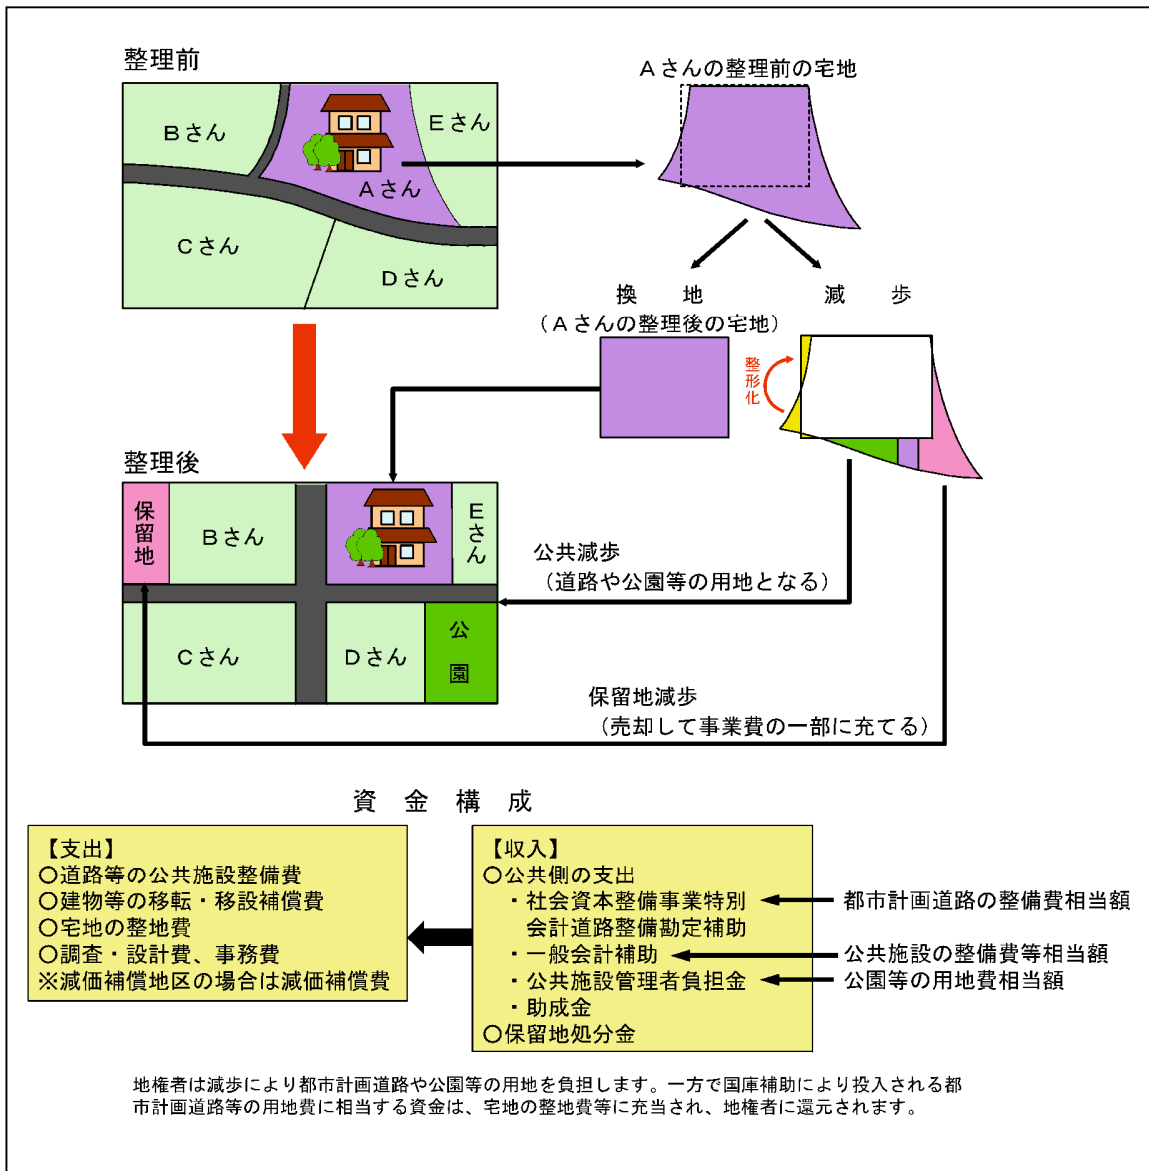 整理前
Bさん
Eさん
Aさん
Cさん
Dさん
Aさんの整理前の宅地
換　地
（Aさんの整理後の宅地）
減　歩
整形化
整理後
保留地
Bさん
Eさん
Cさん
Dさん
公園
公共減歩
（道路や公園等の用地となる）
保留地減歩
（売却して事業費の一部に充てる）
資　金　構　成
【支出】
○道路等の公共施設整備費
○建物等の移転・移設補償費
○宅地の整地費
○調査・設計費、事務費
※減価補償地区の場合は減価補償費
【収入】
○公共側の支出
・社会資本整備事業特別
会計道路整備勘定補助
・一般会計補助
・公共施設管理者負担金
・助成金
○保留地処分金
都市計画道路の整備費相当額
公共施設の整備費等相当額
公園等の用地費相当額
地権者は減歩により都市計画道路や公園等の用地を負担します。一方で国庫補助により投入される都
市計画道路等の用地費に相当する資金は、宅地の整地費等に充当され、地権者に還元されます。